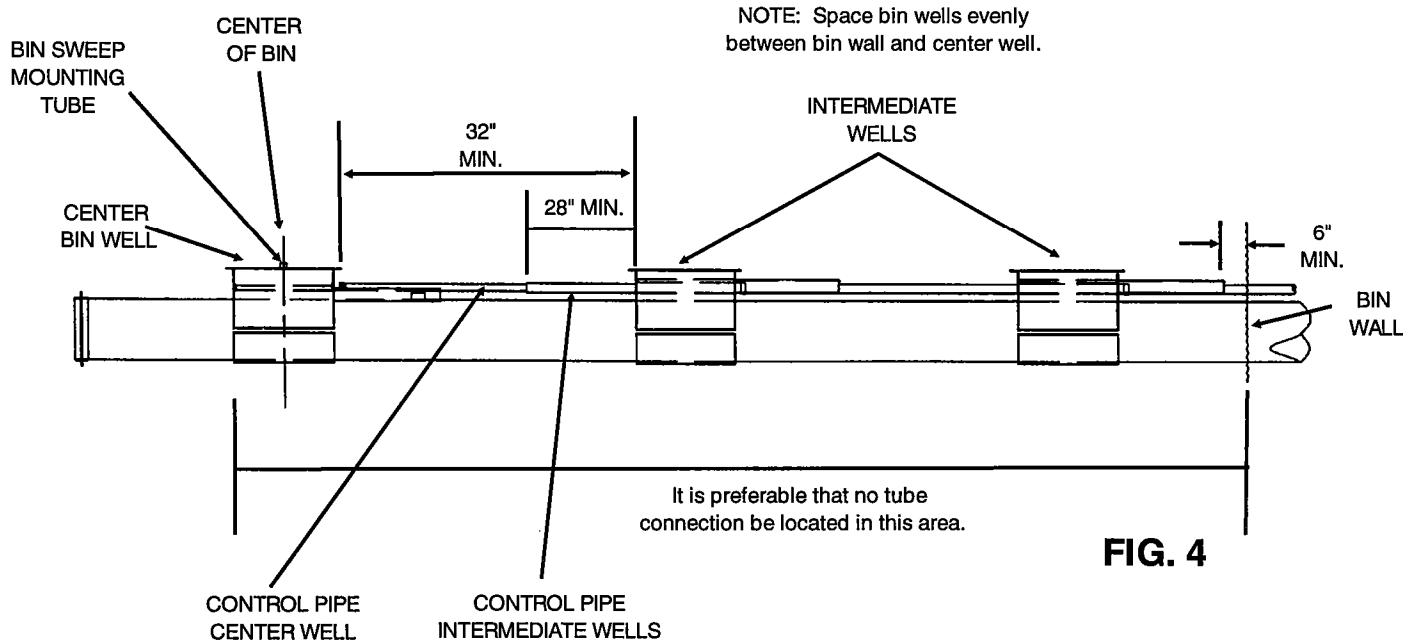 NOTE: Space bin wells evenly
between bin wall and center well.
CENTER
OF BIN
BIN SWEEP
MOUNTING
TUBE
INTERMEDIATE
WELLS
32"
MIN.
CENTER
BIN WELL
28" MIN.
6"
MIN.
BIN
WALL
It is preferable that no tube
connection be located in this area.
FIG. 4
CONTROL PIPE
CENTER WELL
CONTROL PIPE
INTERMEDIATE WELLS